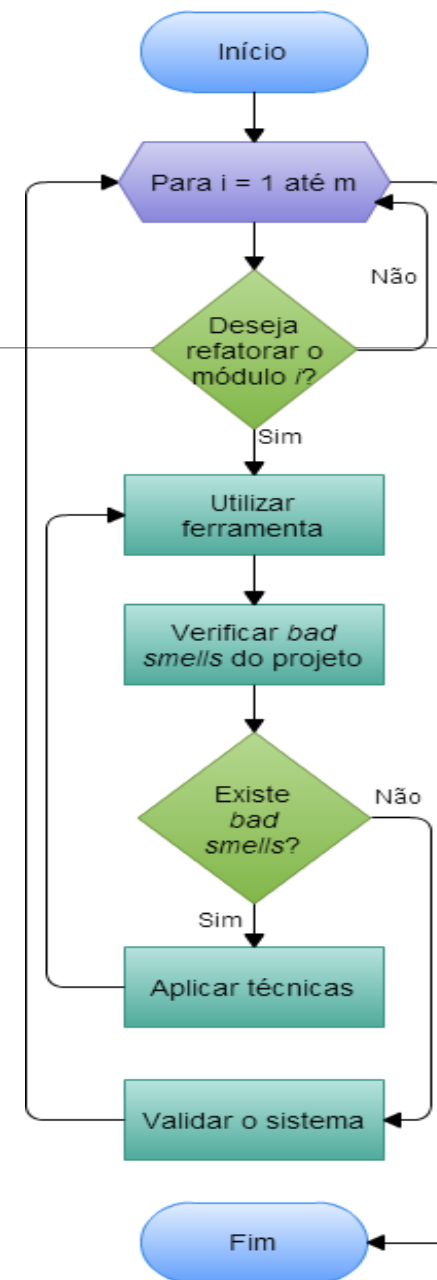 Início
Para i = 1 até m
Não
Deseja
refatorar o
módulo i?
Sim
Utilizar
ferramenta
Verificar bad
smells do projeto
Existe
bad
smells?
Não
Sim
Aplicar técnicas
Validar o sistema
Fim